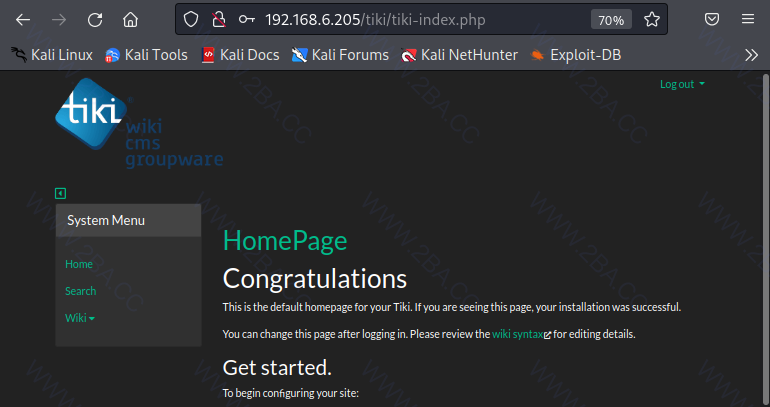 192.168.6.205/tiki/tiki-index.php
70%
Kali Linux
Kali Tools
Kali Docs
Kali Forums
Kali NetHunter
Exploit-DB
tiki
wiki
cms
groupware
Log out
System Menu
Home
Search
Wiki
HomePage
Congratulations
This is the default homepage for your Tiki. If you are seeing this page, your installation was successful.
You can change this page after logging in. Please review the wiki syntax for editing details.
Get started.
To begin configuring your site:
WWW.2BA.CC